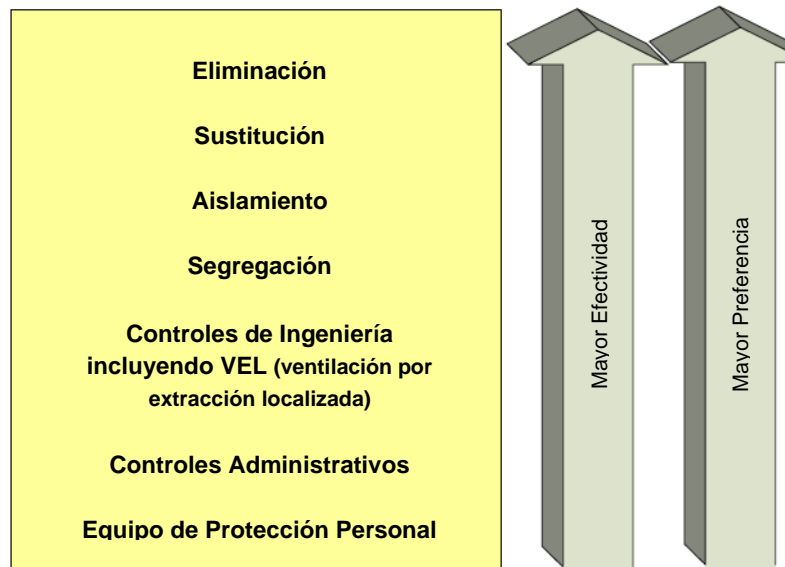 Eliminación
Sustitución
Aislamiento
Segregación
Controles de Ingeniería
incluyendo VEL (ventilación por
extracción localizada)
Controles Administrativos
Equipo de Protección Personal
Mayor Efectividad
Mayor Preferencia